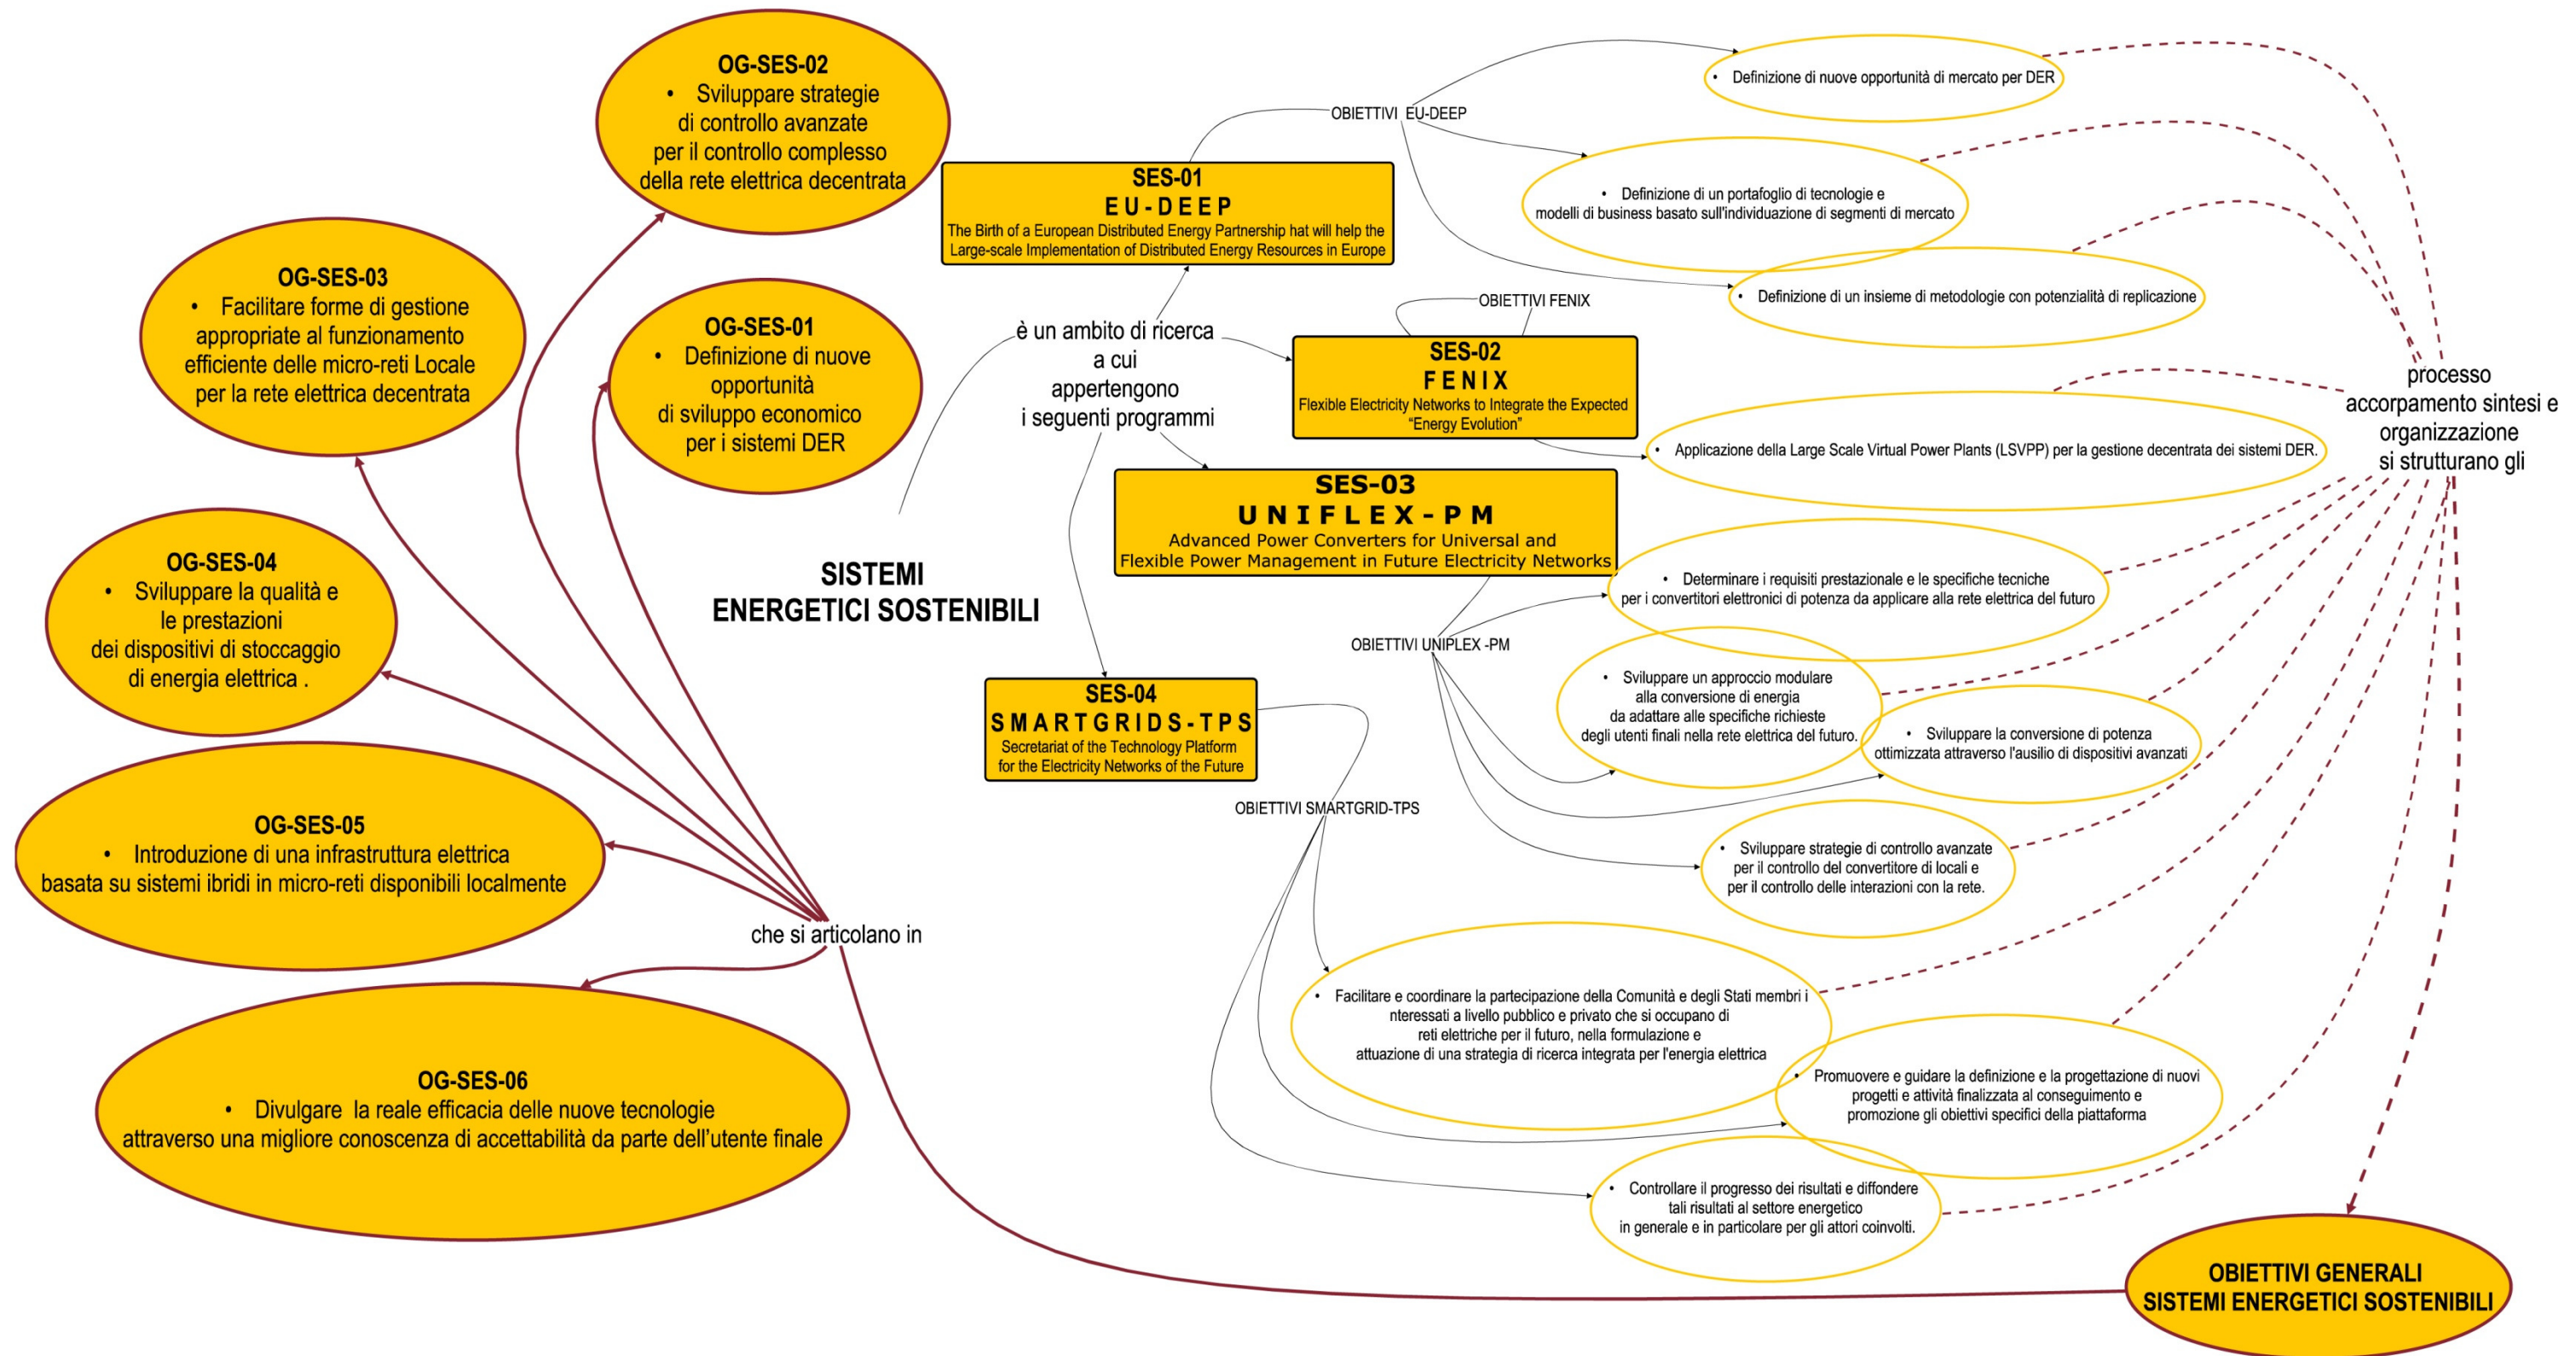 OG-SES-02
• Sviluppare strategie
di controllo avanzate
per il controllo complesso
della rete elettrica decentrata
OG-SES-03
• Facilitare forme di gestione
appropriate al funzionamento
efficiente delle micro-reti Locale
per la rete elettrica decentrata
OG-SES-01
• Definizione di nuove
opportunità
di sviluppo economico
per i sistemi DER
OG-SES-04
• Sviluppare la qualità e
le prestazioni
dei dispositivi di stoccaggio
di energia elettrica .
OG-SES-05
• Introduzione di una infrastruttura elettrica
basata su sistemi ibridi in micro-reti disponibili localmente
OG-SES-06
• Divulgare la reale efficacia delle nuove tecnologie
attraverso una migliore conoscenza di accettabilità da parte dell'utente finale
che si articolano in
SISTEMI
ENERGETICI SOSTENIBILI
è un ambito di ricerca
a cui
appertengono
i seguenti programmi
SES-01
EU-DEEP
The Birth of a European Distributed Energy Partnership hat will help the
Large-scale Implementation of Distributed Energy Resources in Europe
OBIETTIVI EU-DEEP
• Definizione di nuove opportunità di mercato per DER
• Definizione di un portafoglio di tecnologie e
modelli di business basato sull'individuazione di segmenti di mercato
• Definizione di un insieme di metodologie con potenzialità di replicazione
OBIETTIVI FENIX
SES-02
FENIX
Flexible Electricity Networks to Integrate the Expected
“Energy Evolution”
• Applicazione della Large Scale Virtual Power Plants (LSVPP) per la gestione decentrata dei sistemi DER.
SES-03
UNIFLEX-PM
Advanced Power Converters for Universal and
Flexible Power Management in Future Electricity Networks
OBIETTIVI UNIPLEX -PM
• Determinare i requisiti prestazionale e le specifiche tecniche
per i convertitori elettronici di potenza da applicare alla rete elettrica del futuro
• Sviluppare un approccio modulare
alla conversione di energia
da adattare alle specifiche richieste
degli utenti finali nella rete elettrica del futuro.
• Sviluppare la conversione di potenza
ottimizzata attraverso l'ausilio di dispositivi avanzati
• Sviluppare strategie di controllo avanzate
per il controllo del convertitore di locali e
per il controllo delle interazioni con la rete.
SES-04
SMARTGRIDS-TPS
Secretariat of the Technology Platform
for the Electricity Networks of the Future
OBIETTIVI SMARTGRID-TPS
• Facilitare e coordinare la partecipazione della Comunità e degli Stati membri i
nteressati a livello pubblico e privato che si occupano di
reti elettriche per il futuro, nella formulazione e
attuazione di una strategia di ricerca integrata per l'energia elettrica
• Promuovere e guidare la definizione e la progettazione di nuovi
progetti e attività finalizzata al conseguimento e
promozione gli obiettivi specifici della piattaforma
• Controllare il progresso dei risultati e diffondere
tali risultati al settore energetico
in generale e in particolare per gli attori coinvolti.
processo
accorpamento sintesi e
organizzazione
si strutturano gli
OBIETTIVI GENERALI
SISTEMI ENERGETICI SOSTENIBILI